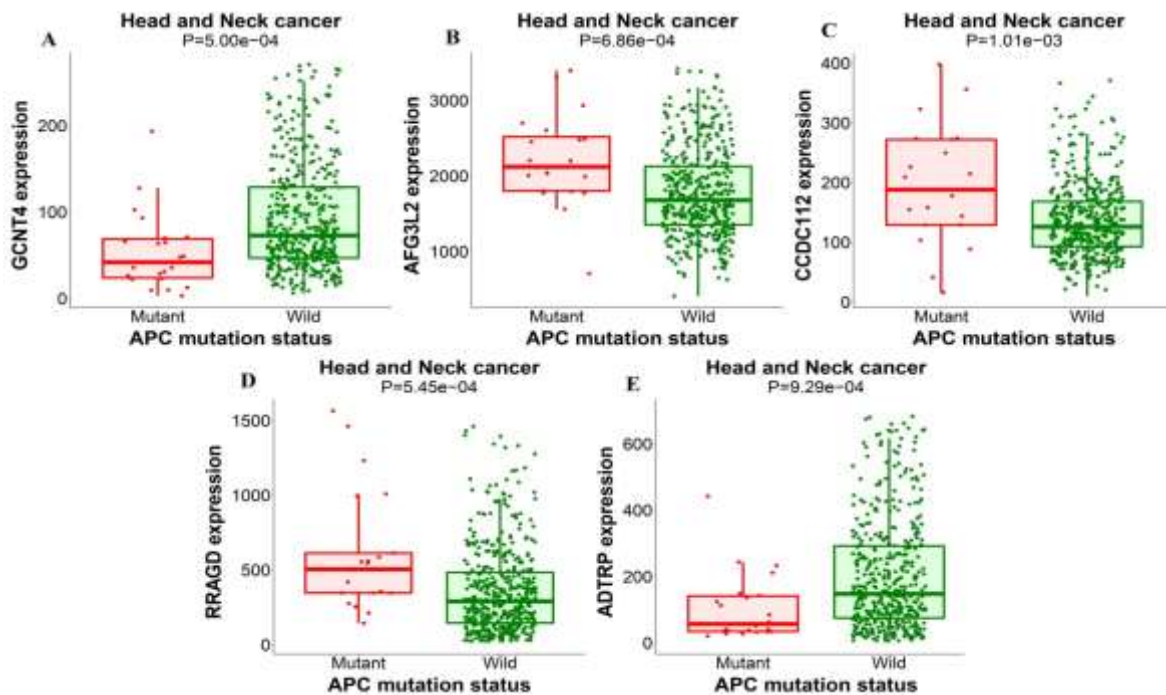 A
Head and Neck cancer
P=5.00e−04
GCNT4 expression
200
100
0
Mutant
Wild
APC mutation status
B
Head and Neck cancer
P=6.86e−04
AFG3L2 expression
3000
2000
1000
Mutant
Wild
APC mutation status
C
Head and Neck cancer
P=1.01e−03
CCDC112 expression
400
300
200
100
0
Mutant
Wild
APC mutation status
D
Head and Neck cancer
P=5.45e−04
RRAGD expression
1500
1000
500
0
Mutant
Wild
APC mutation status
E
Head and Neck cancer
P=9.29e−04
ADTRP expression
600
400
200
0
Mutant
Wild
APC mutation status